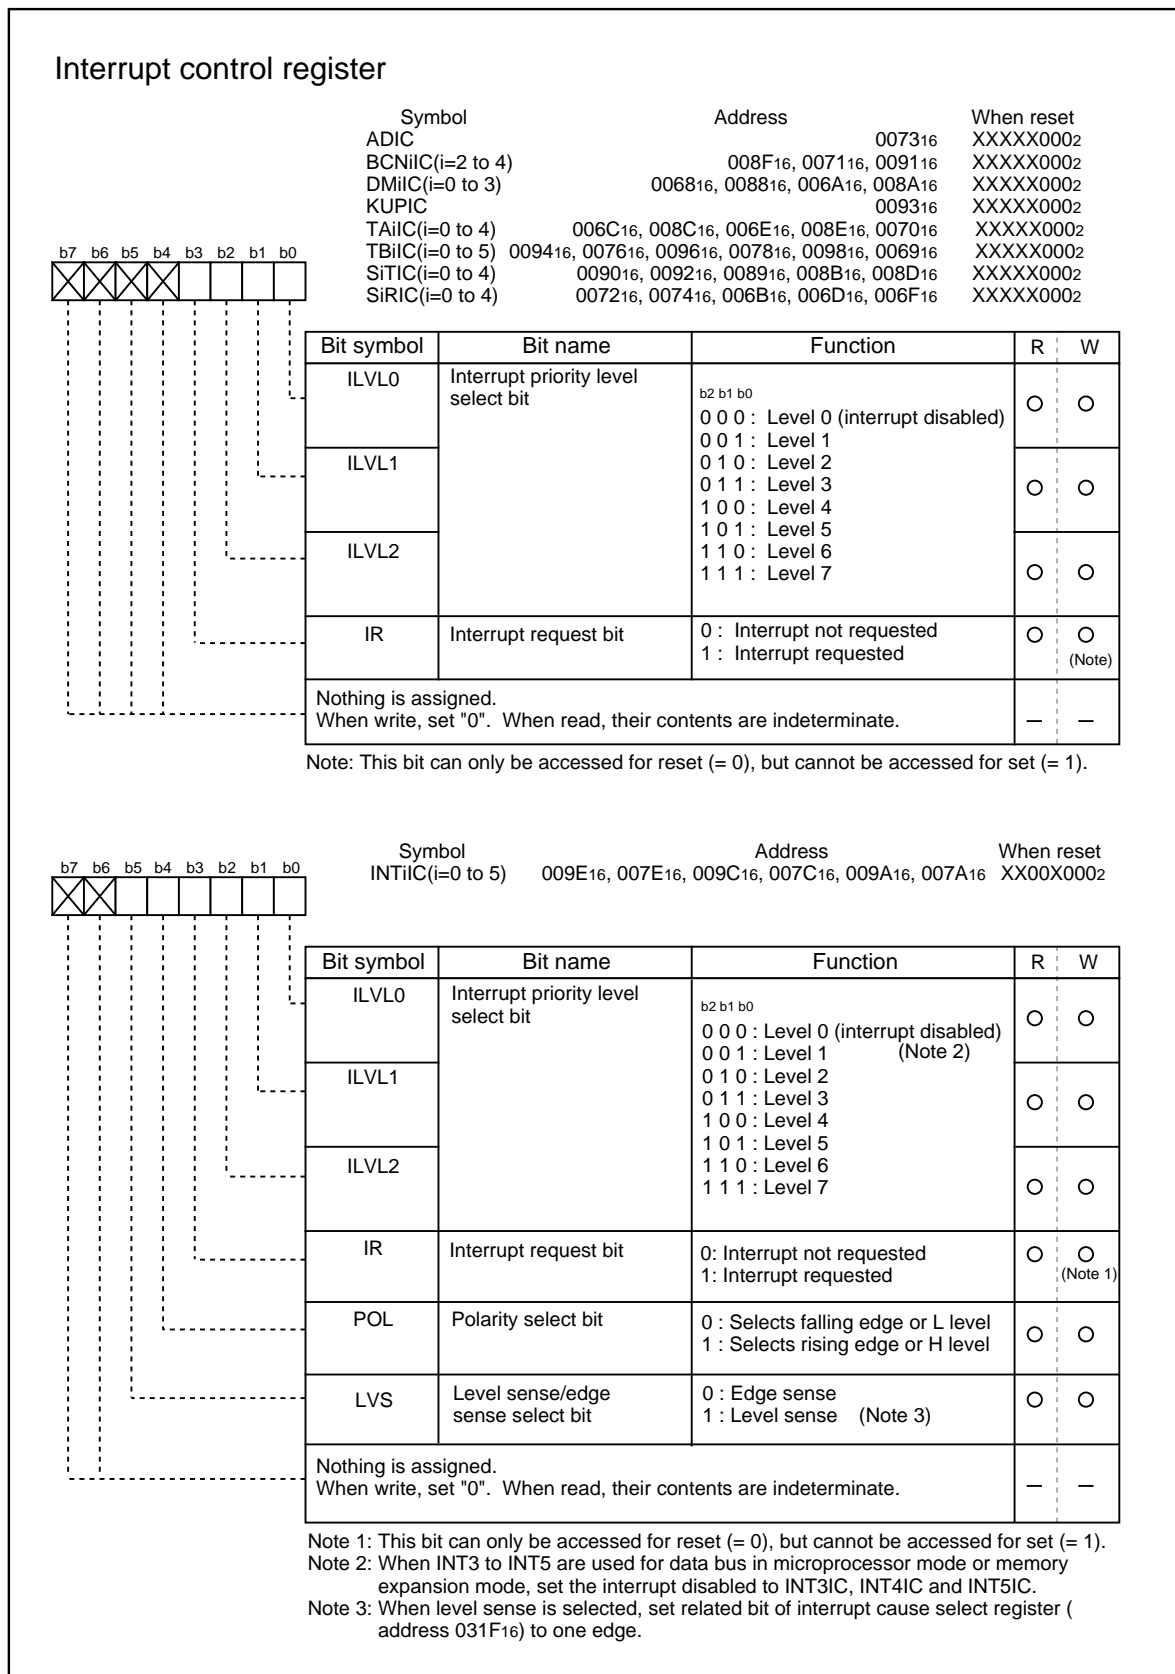 Interrupt control register
Symbol Address When reset
ADIC 007316 XXXXX0002
BCNiIC(i=2 to 4) 008F16, 007116, 009116 XXXXX0002
DMiIC(i=0 to 3) 006816, 008816, 006A16, 008A16 XXXXX0002
KUPIC 009316 XXXXX0002
TAiIC(i=0 to 4) 006C16, 008C16, 006E16, 008E16, 007016 XXXXX0002
TBiIC(i=0 to 5) 009416, 007616, 009616, 007816, 009816, 006916 XXXXX0002
SiTIC(i=0 to 4) 009016, 009216, 008916, 008B16, 008D16 XXXXX0002
SiRIC(i=0 to 4) 007216, 007416, 006B16, 006D16, 006F16 XXXXX0002
b7 b6 b5 b4 b3 b2 b1 b0
Bit symbol Bit name Function R W
ILVL0 Interrupt priority level
select bit
b2 b1 b0
0 0 0 : Level 0 (interrupt disabled)
0 0 1 : Level 1
ILVL1 0 1 0 : Level 2
0 1 1 : Level 3
1 0 0 : Level 4
1 0 1 : Level 5
ILVL2 1 1 0 : Level 6
1 1 1 : Level 7
IR Interrupt request bit 0 : Interrupt not requested
1 : Interrupt requested (Note)
Nothing is assigned.
When write, set "0". When read, their contents are indeterminate. – –
Note: This bit can only be accessed for reset (= 0), but cannot be accessed for set (= 1).
Symbol Address When reset
INTiIC(i=0 to 5) 009E16, 007E16, 009C16, 007C16, 009A16, 007A16 XX00X0002
b7 b6 b5 b4 b3 b2 b1 b0
Bit symbol Bit name Function R W
ILVL0 Interrupt priority level
select bit
b2 b1 b0
0 0 0 : Level 0 (interrupt disabled)
0 0 1 : Level 1 (Note 2)
ILVL1 0 1 0 : Level 2
0 1 1 : Level 3
1 0 0 : Level 4
1 0 1 : Level 5
ILVL2 1 1 0 : Level 6
1 1 1 : Level 7
IR Interrupt request bit 0: Interrupt not requested
1: Interrupt requested (Note 1)
POL Polarity select bit 0 : Selects falling edge or L level
1 : Selects rising edge or H level
LVS Level sense/edge 0 : Edge sense
sense select bit 1 : Level sense (Note 3)
Nothing is assigned.
When write, set "0". When read, their contents are indeterminate. – –
Note 1: This bit can only be accessed for reset (= 0), but cannot be accessed for set (= 1).
Note 2: When INT3 to INT5 are used for data bus in microprocessor mode or memory
expansion mode, set the interrupt disabled to INT3IC, INT4IC and INT5IC.
Note 3: When level sense is selected, set related bit of interrupt cause select register (
address 031F16) to one edge.